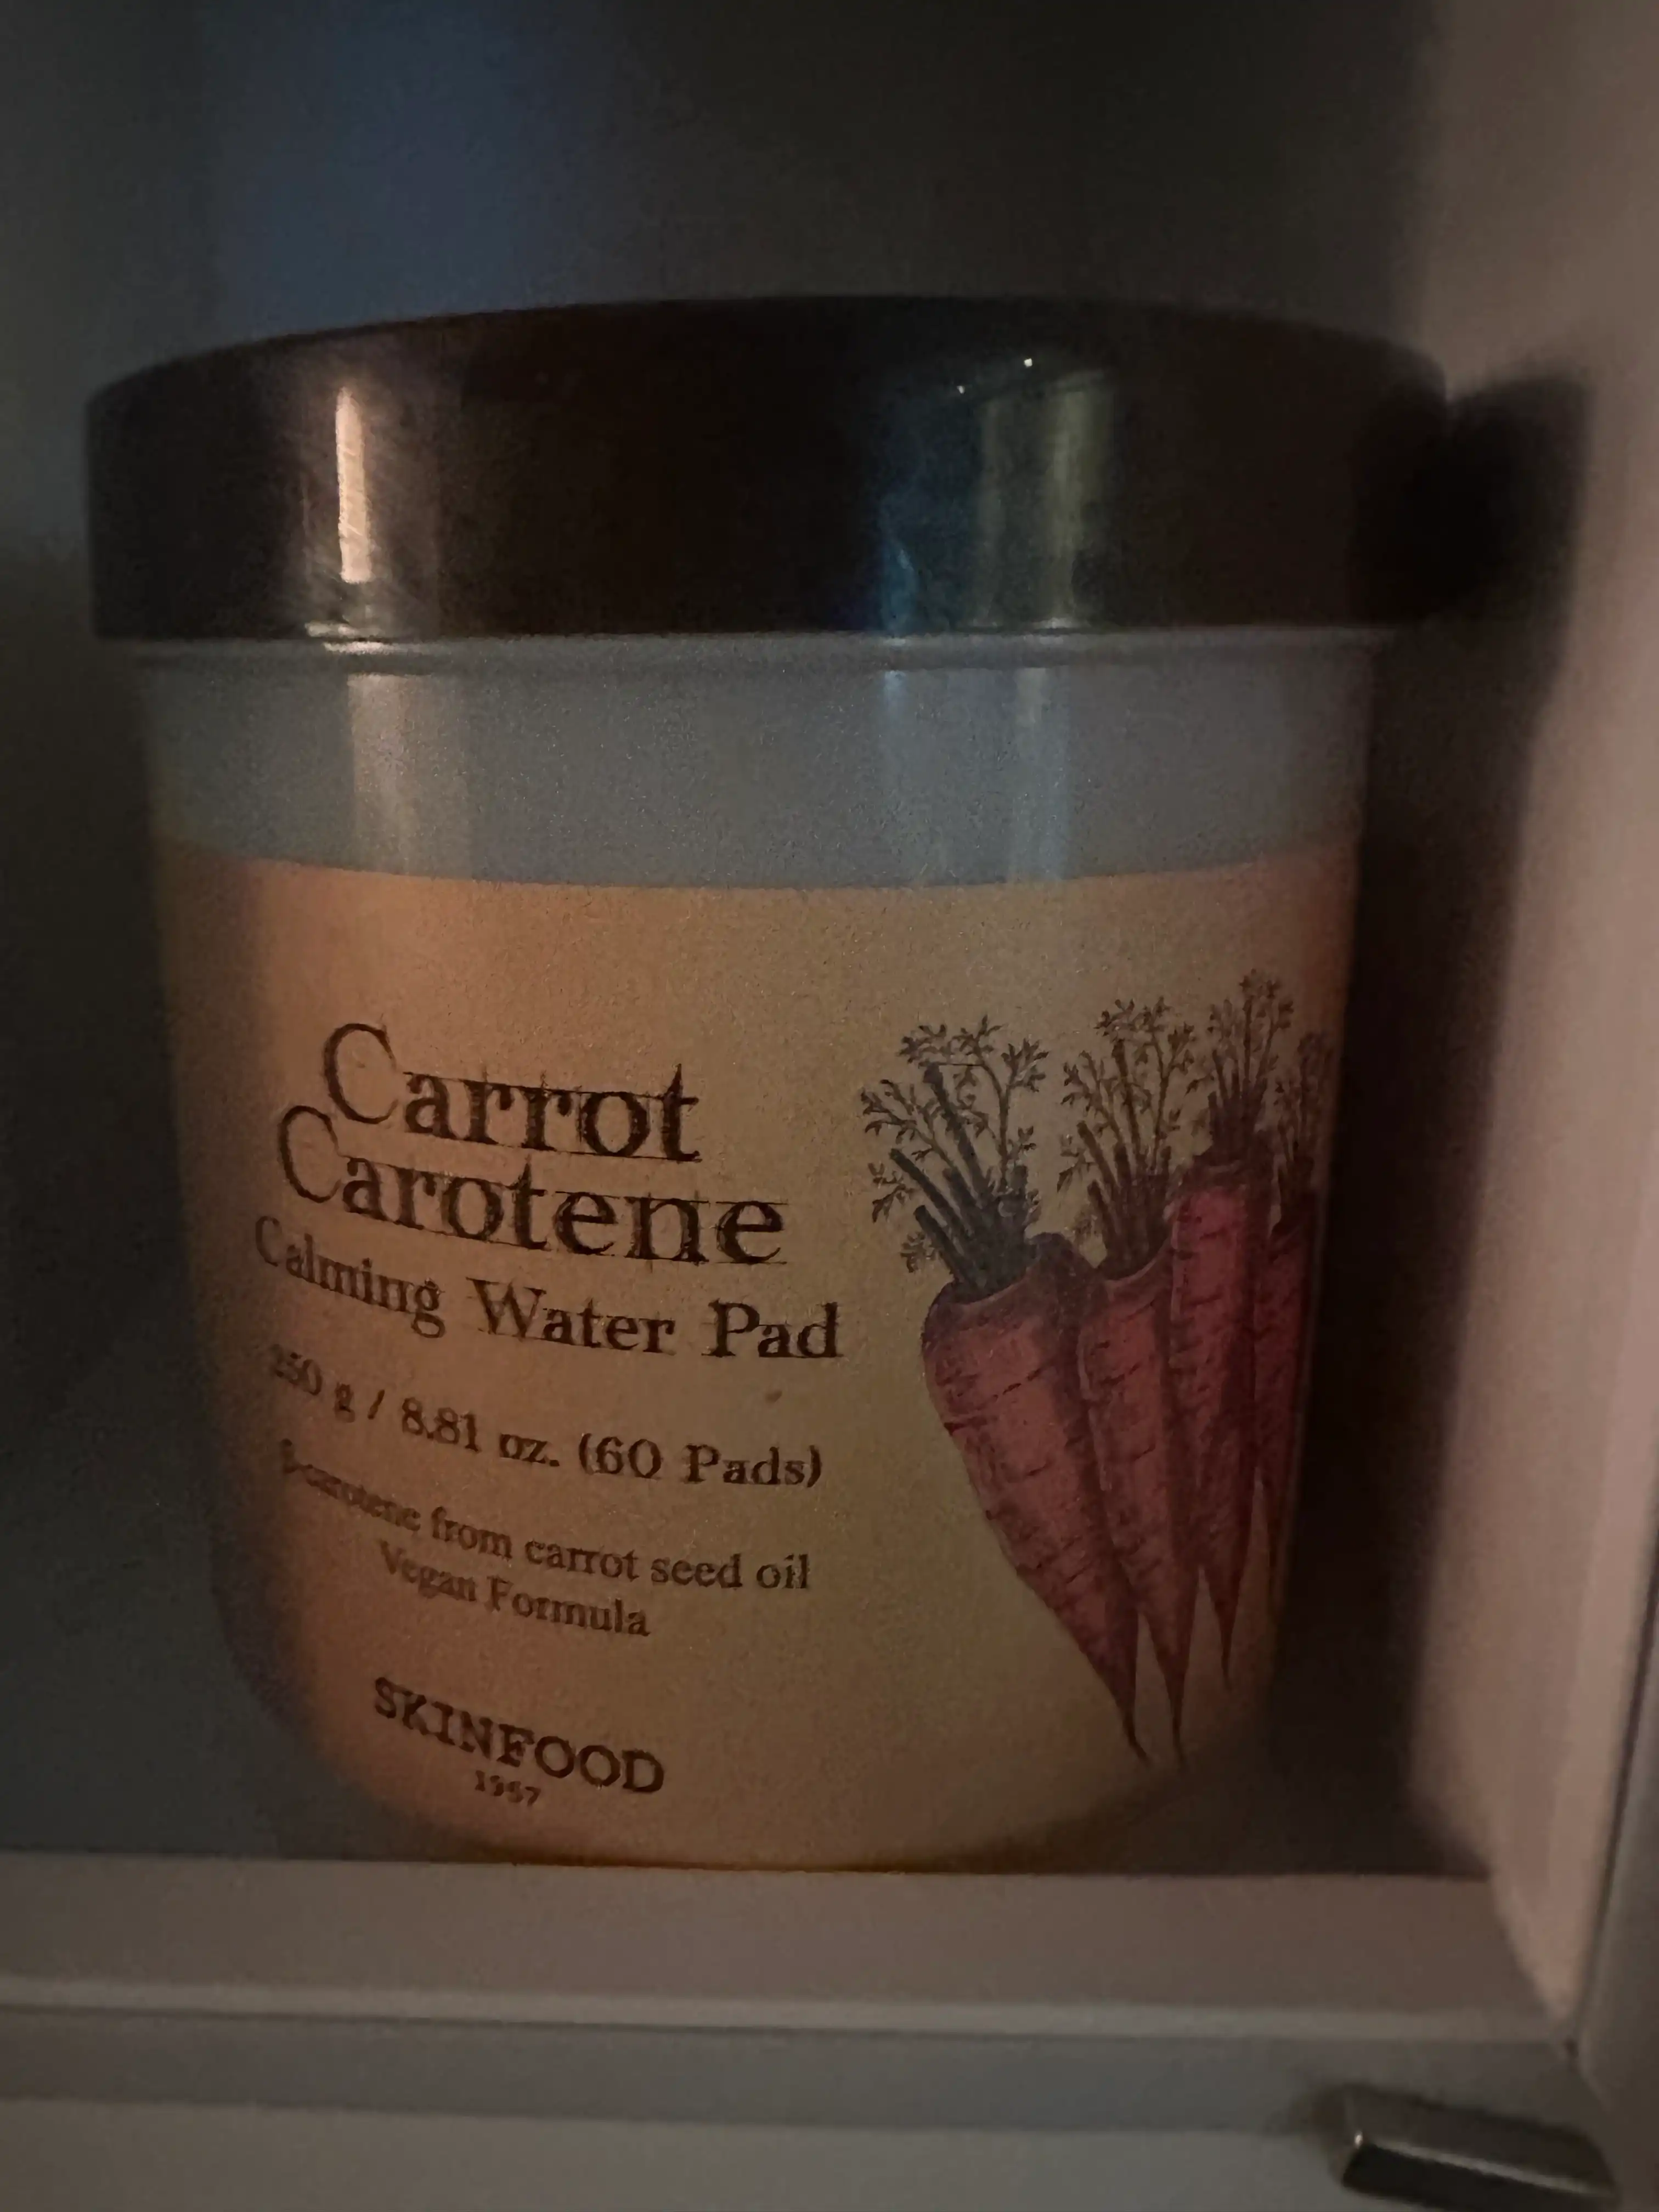 Carrot
Carotene
Calming Water Pad
250 g / 8.81 oz. (60 Pads)
β-carotene from carrot seed oil
Vegan Formula
SKINFOOD
1957